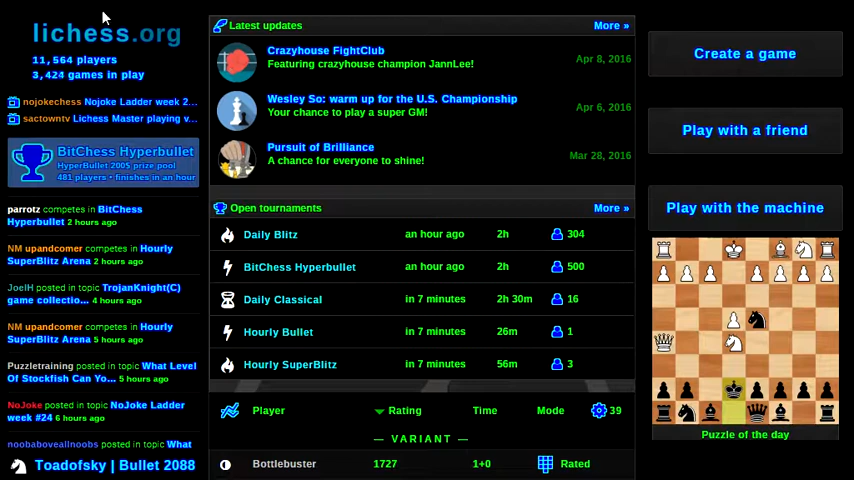 lichess.org
11,564 players
3,424 games in play
nojokechess Nojoke Ladder week 2...
sactowntv Lichess Master playing v...
BitChess Hyperbullet
HyperBullet 200$ prize pool
481 players • finishes in an hour
parrotz competes in BitChess
Hyperbullet 2 hours ago
NM upandcomer competes in Hourly
SuperBlitz Arena 2 hours ago
JoelH posted in topic TrojanKnight(C)
game collectio... 4 hours ago
NM upandcomer competes in Hourly
SuperBlitz Arena 5 hours ago
Puzzletraining posted in topic What Level
Of Stockfish Can Yo... 5 hours ago
NoJoke posted in topic NoJoke Ladder
week #24 6 hours ago
noobaboveallnoobs posted in topic What
Toadofsky | Bullet 2088
Latest updates More »
Crazyhouse FightClub
Featuring crazyhouse champion JannLee!
Apr 8, 2016
Wesley So: warm up for the U.S. Championship
Your chance to play a super GM!
Apr 6, 2016
Pursuit of Brilliance
A chance for everyone to shine!
Mar 28, 2016
Open tournaments More »
Daily Blitz an hour ago 2h 304
BitChess Hyperbullet an hour ago 2h 500
Daily Classical in 7 minutes 2h 30m 16
Hourly Bullet in 7 minutes 26m 1
Hourly SuperBlitz in 7 minutes 56m 3
Player Rating Time Mode 39
— VARIANT —
Bottlebuster 1727 1+0 Rated
Create a game
Play with a friend
Play with the machine
Puzzle of the day